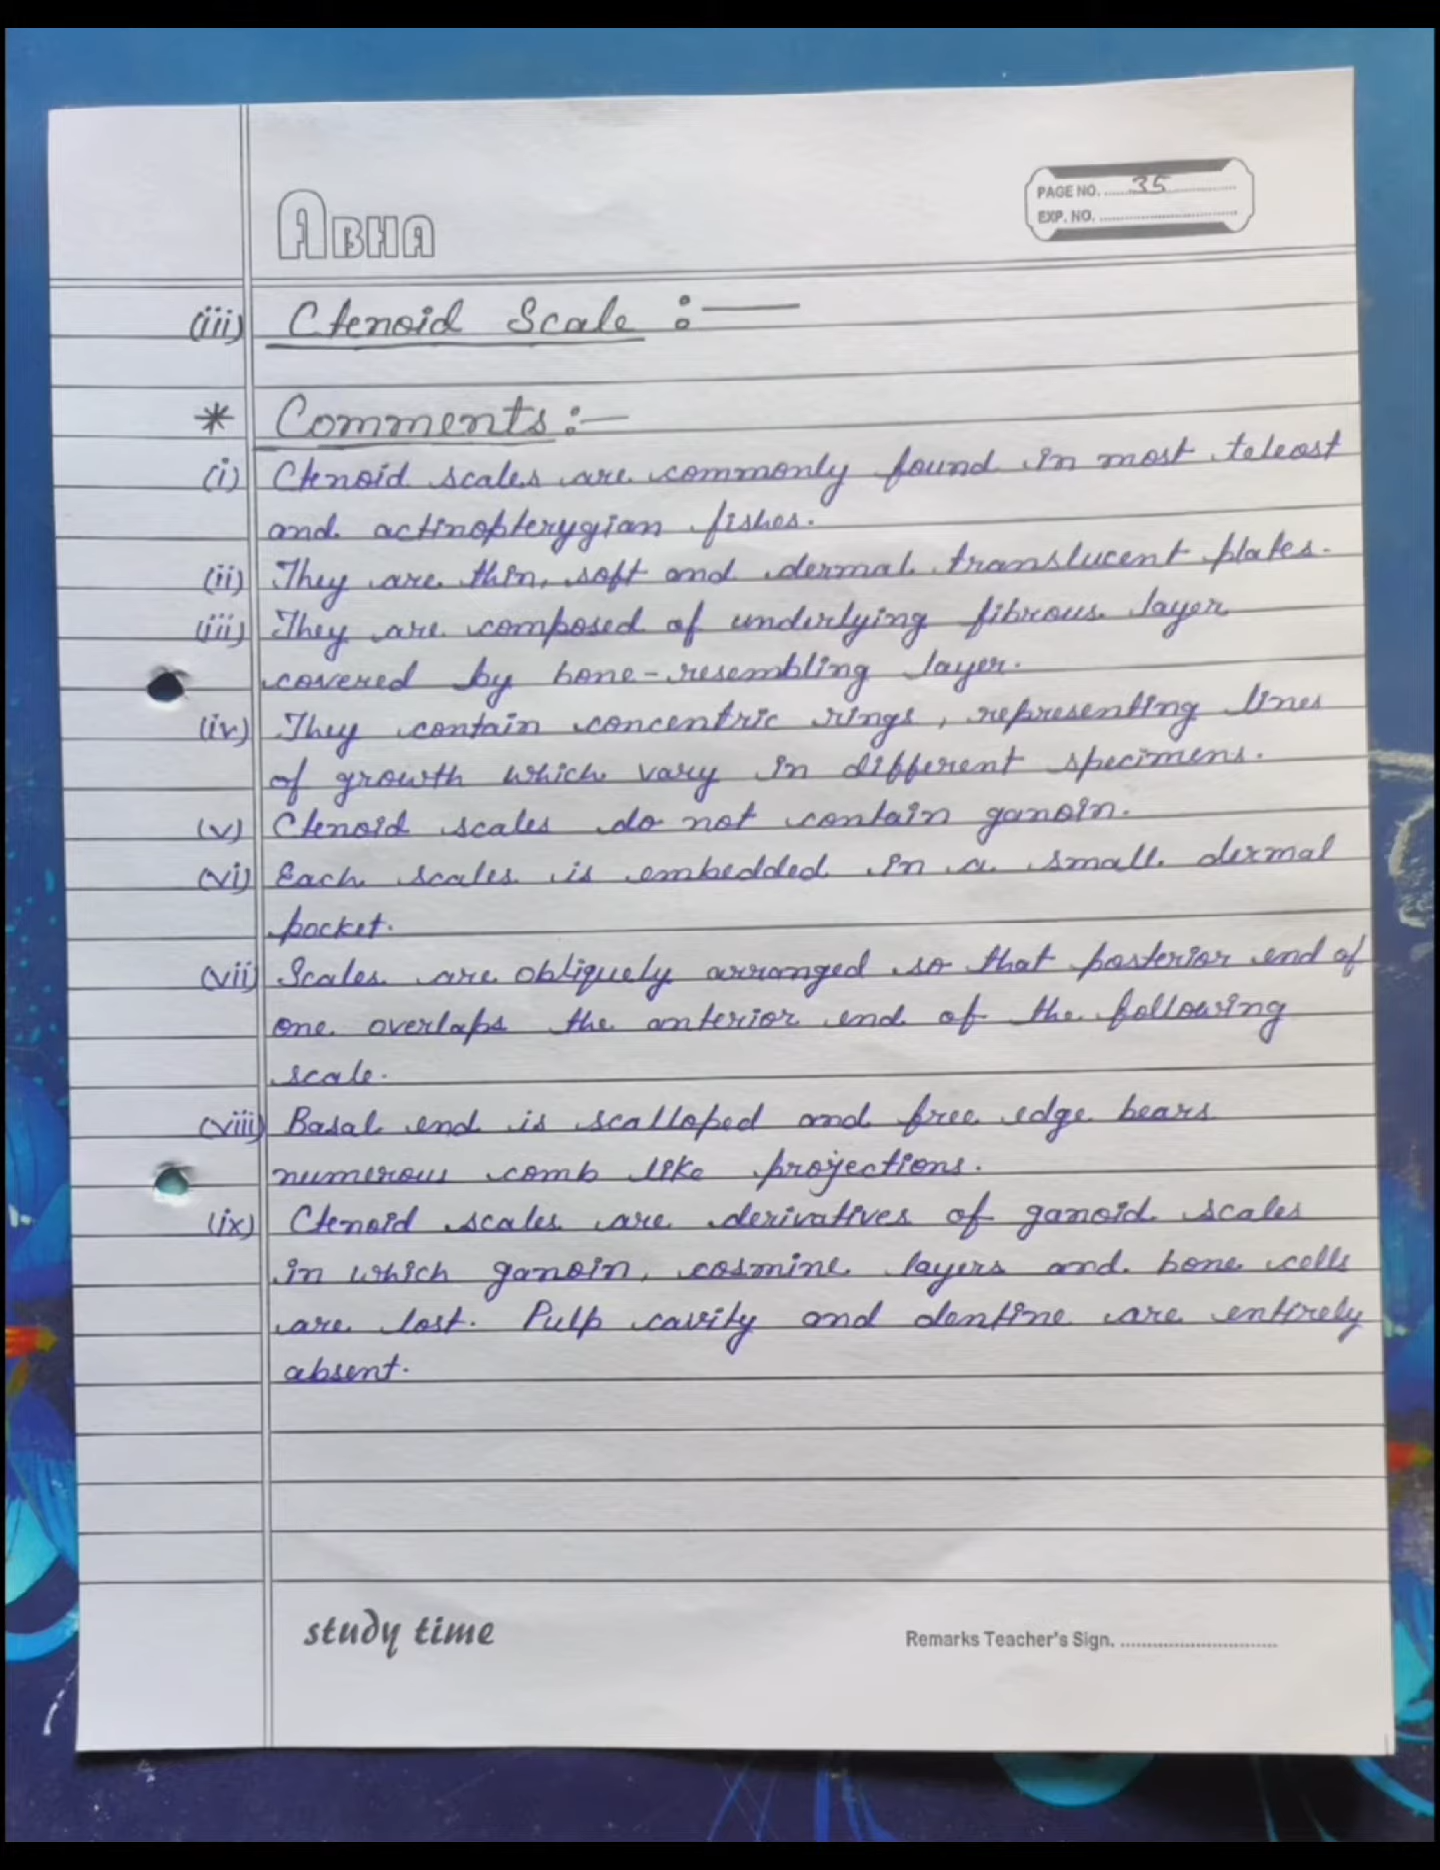 ABHA
PAGE NO. 35
EXP. NO.
(iii) Ctenoid Scale :—
* Comments :—
(i) Ctenoid scales are commonly found in most teleost
and actinopterygian fishes.
(ii) They are thin, soft and dermal translucent plates.
(iii) They are composed of underlying fibrous layer
covered by bone-resembling layer.
(iv) They contain concentric rings, representing lines
of growth which vary in different specimens.
(v) Ctenoid scales do not contain ganoin.
(vi) Each scales is embedded in a small dermal
pocket.
(vii) Scales are obliquely arranged so that posterior end of
one overlaps the anterior end of the following
scale.
(viii) Basal end is scalloped and free edge bears
numerous comb like projections.
(ix) Ctenoid scales are derivatives of ganoid scales
in which ganoin, cosmine layers and bone cells
are lost. Pulp cavity and dentine are entirely
absent.
study time
Remarks Teacher's Sign.